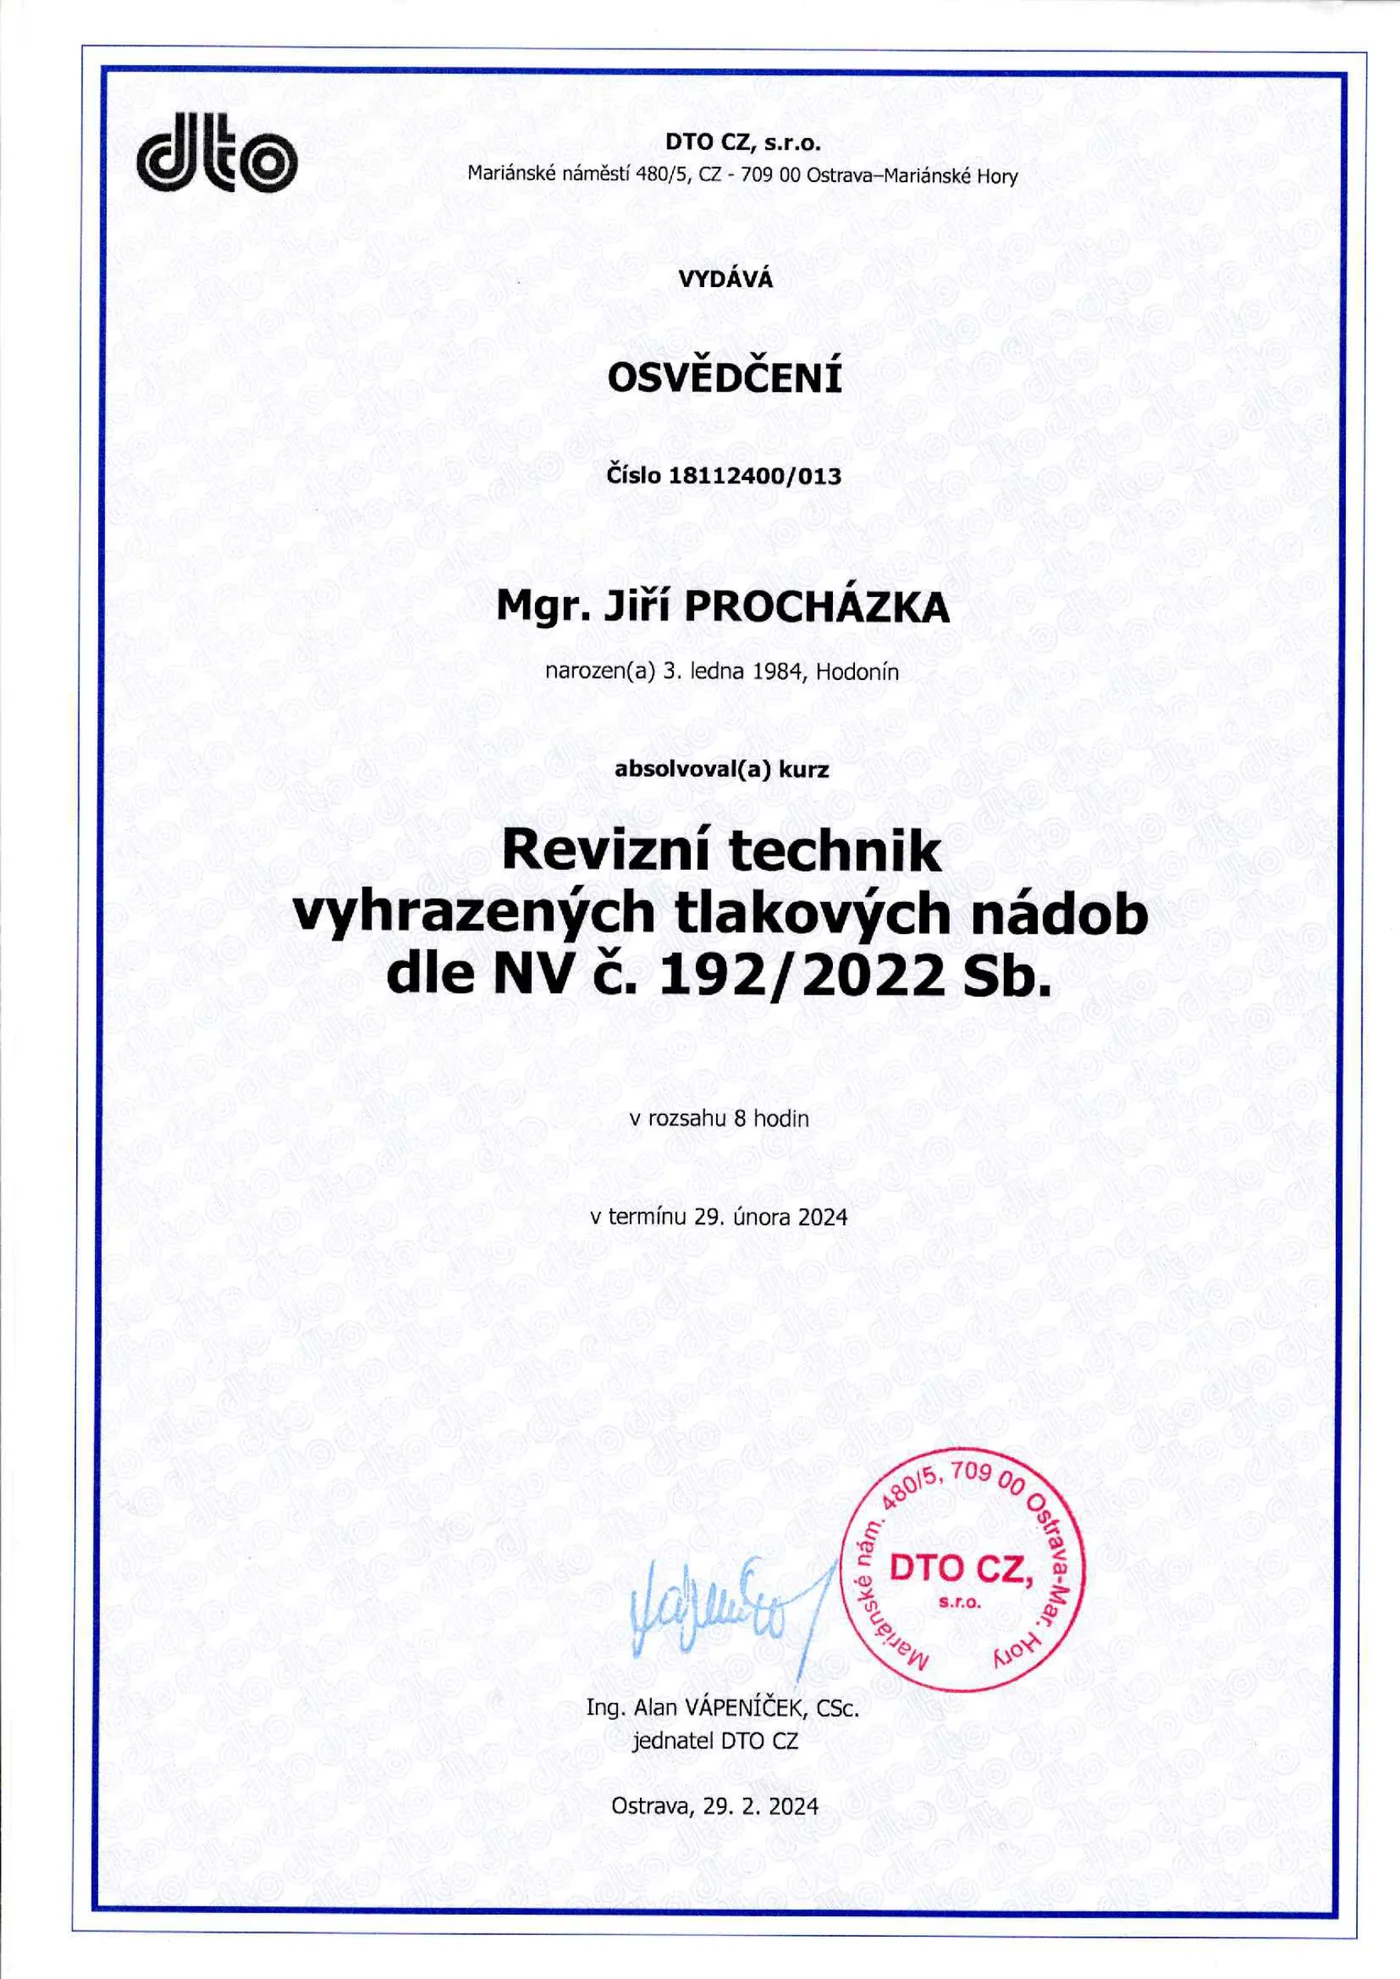 dto
DTO CZ, s.r.o.
Mariánské náměstí 480/5, CZ - 709 00 Ostrava–Mariánské Hory
VYDÁVÁ
OSVĚDČENÍ
Číslo 18112400/013
Mgr. Jiří PROCHÁZKA
narozen(a) 3. ledna 1984, Hodonín
absolvoval(a) kurz
Revizní technik
vyhrazených tlakových nádob
dle NV č. 192/2022 Sb.
v rozsahu 8 hodin
v termínu 29. února 2024
Mariánské nám. 480/5, 709 00 Ostrava-Mar. Hory
DTO CZ,
s.r.o.
Ing. Alan VÁPENÍČEK, CSc.
jednatel DTO CZ
Ostrava, 29. 2. 2024